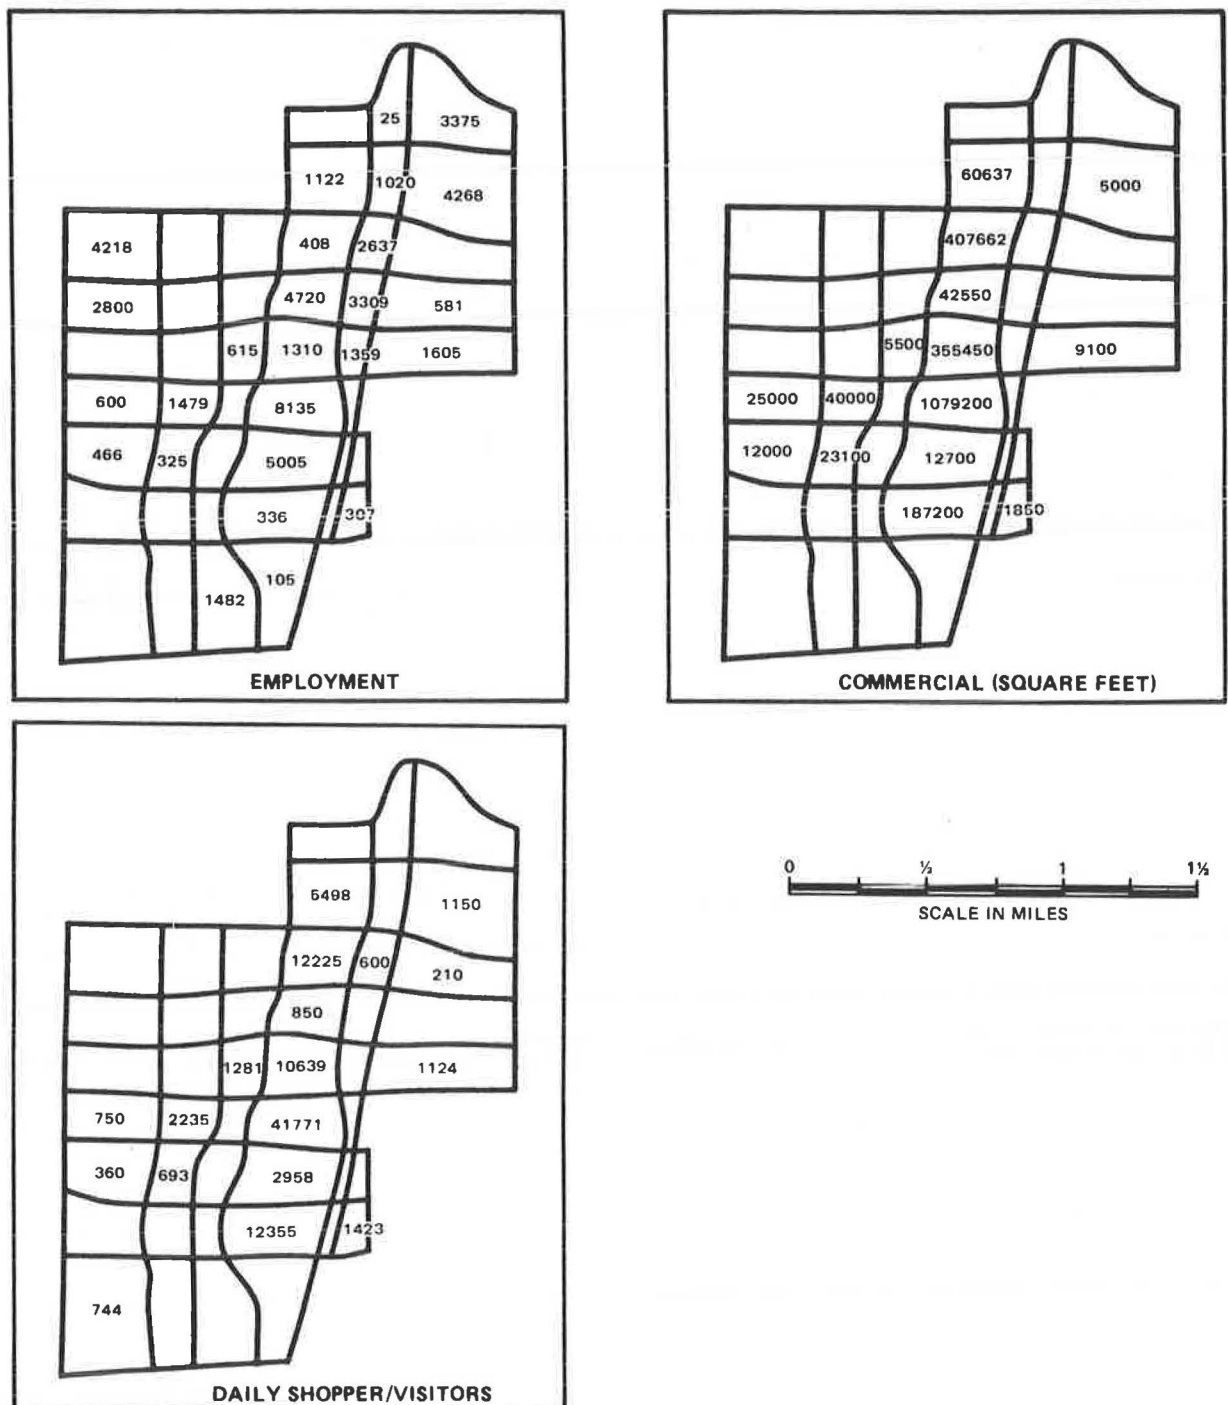 25 3375
1122 1020 4268
4218 408 2637
2800 4720 3309 581
615 1310 1359 1605
600 1479 8135
466 325 5005
336 307
105
1482
EMPLOYMENT
60637 5000
407662
42550
5500 355450 9100
25000 40000 1079200
12000 23100 12700
187200 1850
COMMERCIAL (SQUARE FEET)
5498 1150
12225 600 210
850
1281 10639 1124
750 2235 41771
360 693 2958
12355 1423
744
DAILY SHOPPER/VISITORS
0 ½ 1 1½
SCALE IN MILES